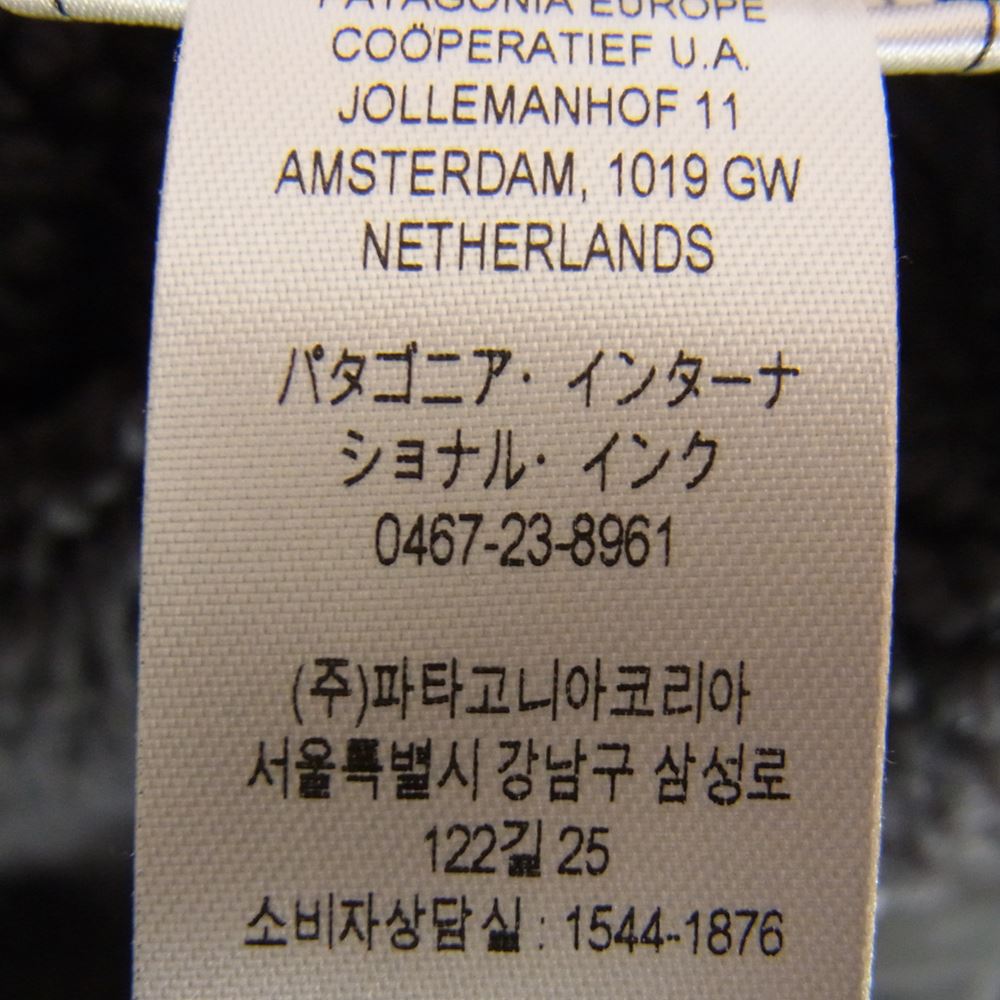 PATAGONIA EUROPE
COÖPERATIEF U.A.
JOLLEMANHOF 11
AMSTERDAM, 1019 GW
NETHERLANDS
パタゴニア・インターナ
ショナル・インク
0467-23-8961
(주)파타고니아코리아
서울특별시 강남구 삼성로
122길 25
소비자상담실 : 1544-1876